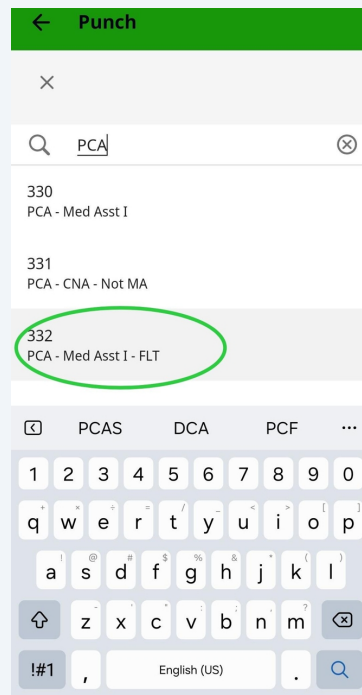 Punch
PCA
330
PCA - Med Asst I
331
PCA - CNA - Not MA
332
PCA - Med Asst I - FLT
PCAS DCA PCF ...
1 2 3 4 5 6 7 8 9 0
+ × ÷ = / _ < > [ ]
q w e r t y u i o p
! @ # $ % & * ( )
a s d f g h j k l
- ' " : ; , ?
z x c v b n m
!#1 , English (US) .